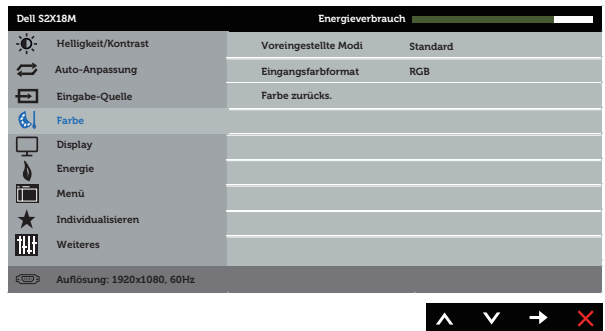 Dell S2X18M Energieverbrauch
Helligkeit/Kontrast Voreingestellte Modi Standard
Auto-Anpassung Eingangsfarbformat RGB
Eingabe-Quelle Farbe zurücks.
Farbe
Display
Energie
Menü
Individualisieren
Weiteres
Auflösung: 1920x1080, 60Hz